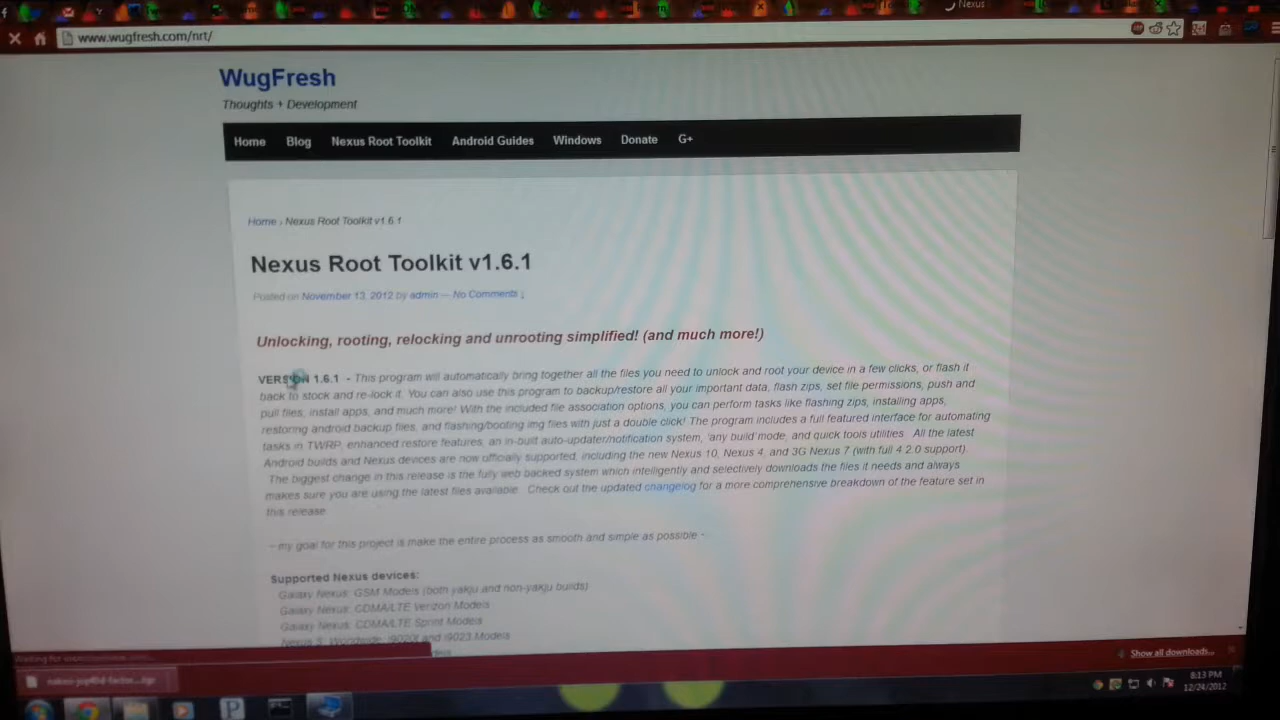 Nexus
www.wugfresh.com/nrt/
WugFresh
Thoughts + Development
Home Blog Nexus Root Toolkit Android Guides Windows Donate G+
Home › Nexus Root Toolkit v1.6.1
Nexus Root Toolkit v1.6.1
Posted on November 13, 2012 by admin — No Comments ↓
Unlocking, rooting, relocking and unrooting simplified! (and much more!)
VERSION 1.6.1 - This program will automatically bring together all the files you need to unlock and root your device in a few clicks, or flash it
back to stock and re-lock it. You can also use this program to backup/restore all your important data, flash zips, set file permissions, push and
pull files, install apps, and much more! With the included file association options, you can perform tasks like flashing zips, installing apps,
restoring android backup files, and flashing/booting img files with just a double click! The program includes a full featured interface for automating
tasks in TWRP, enhanced restore features, an in-built auto-updater/notification system, 'any build' mode, and quick tools utilities. All the latest
Android builds and Nexus devices are now officially supported, including the new Nexus 10, Nexus 4, and 3G Nexus 7 (with full 4.2.0 support).
The biggest change in this release is the fully web backed system which intelligently and selectively downloads the files it needs and always
makes sure you are using the latest files available. Check out the updated changelog for a more comprehensive breakdown of the feature set in
this release.
~ my goal for this project is make the entire process as smooth and simple as possible ~
Supported Nexus devices:
Galaxy Nexus: GSM Models (both yakju and non-yakju builds)
Galaxy Nexus: CDMA/LTE Verizon Models
Galaxy Nexus: CDMA/LTE Sprint Models
Nexus S: Worldwide, i9020t and i9023 Models
Waiting for
Show all downloads...
8:13 PM
12/24/2012